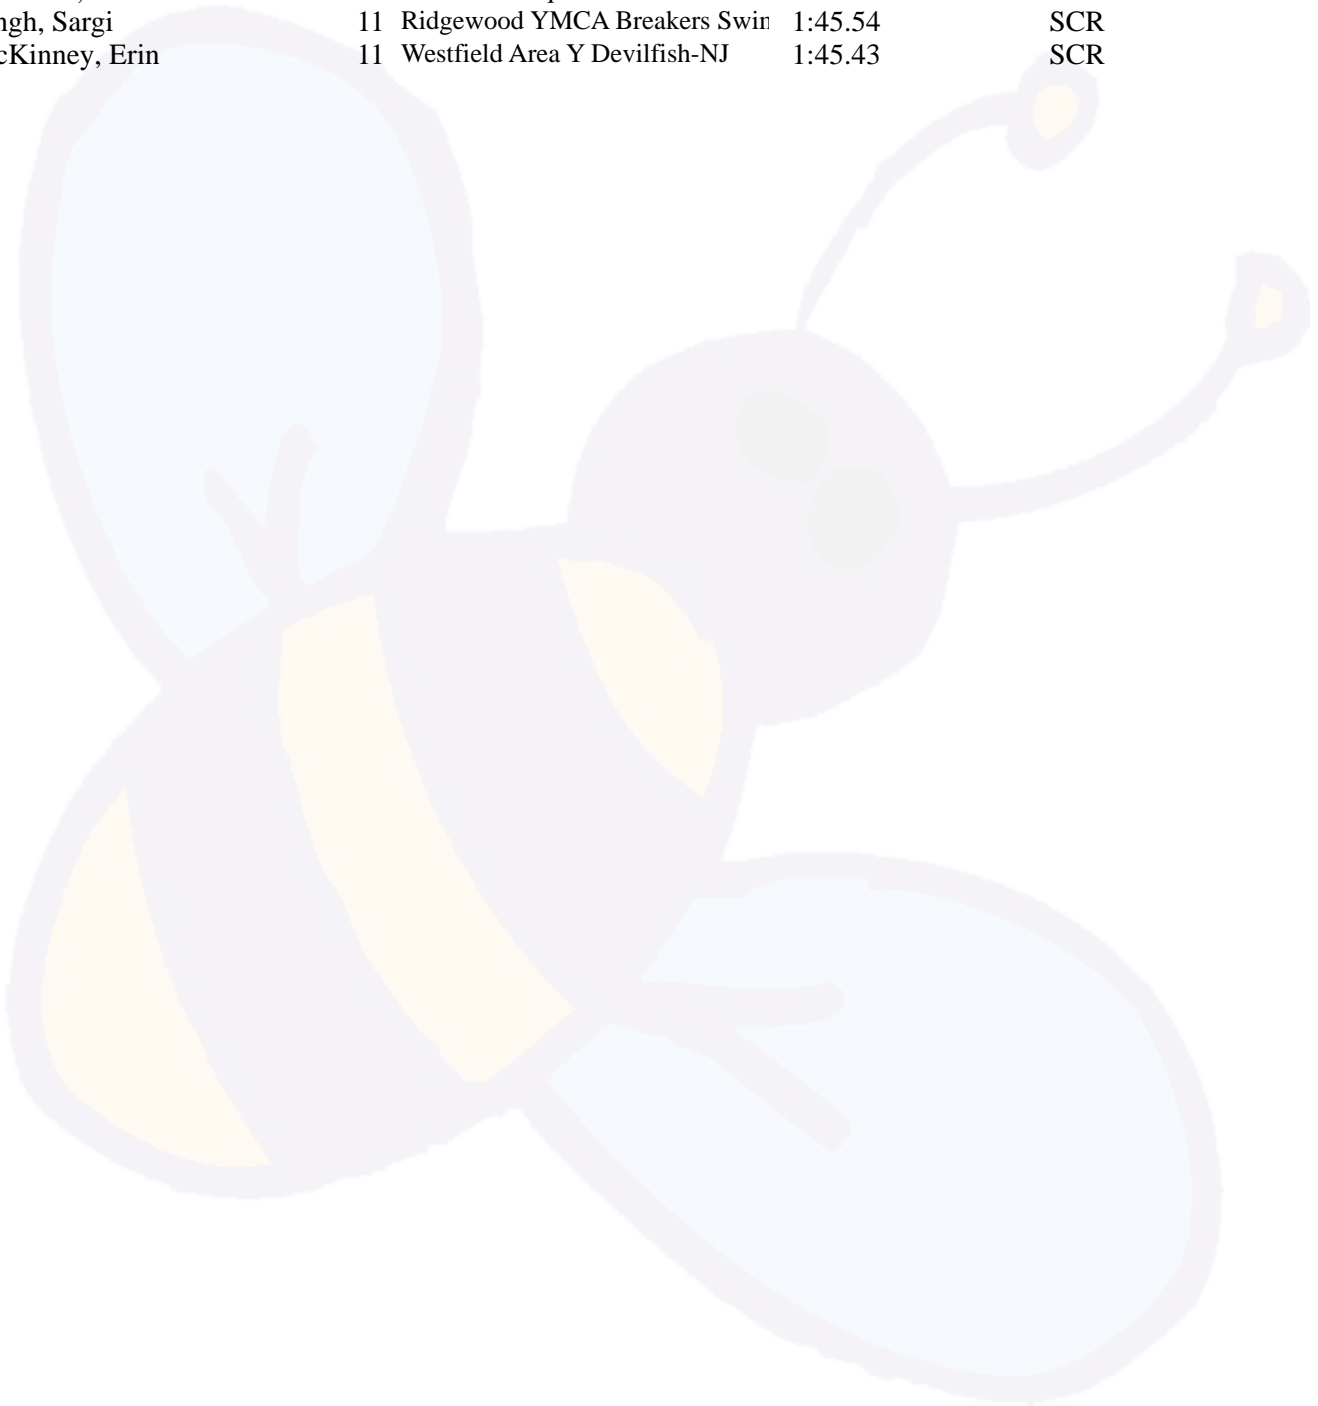 ngh, Sargi 11 Ridgewood YMCA Breakers Swin 1:45.54 SCR
cKinney, Erin 11 Westfield Area Y Devilfish-NJ 1:45.43 SCR